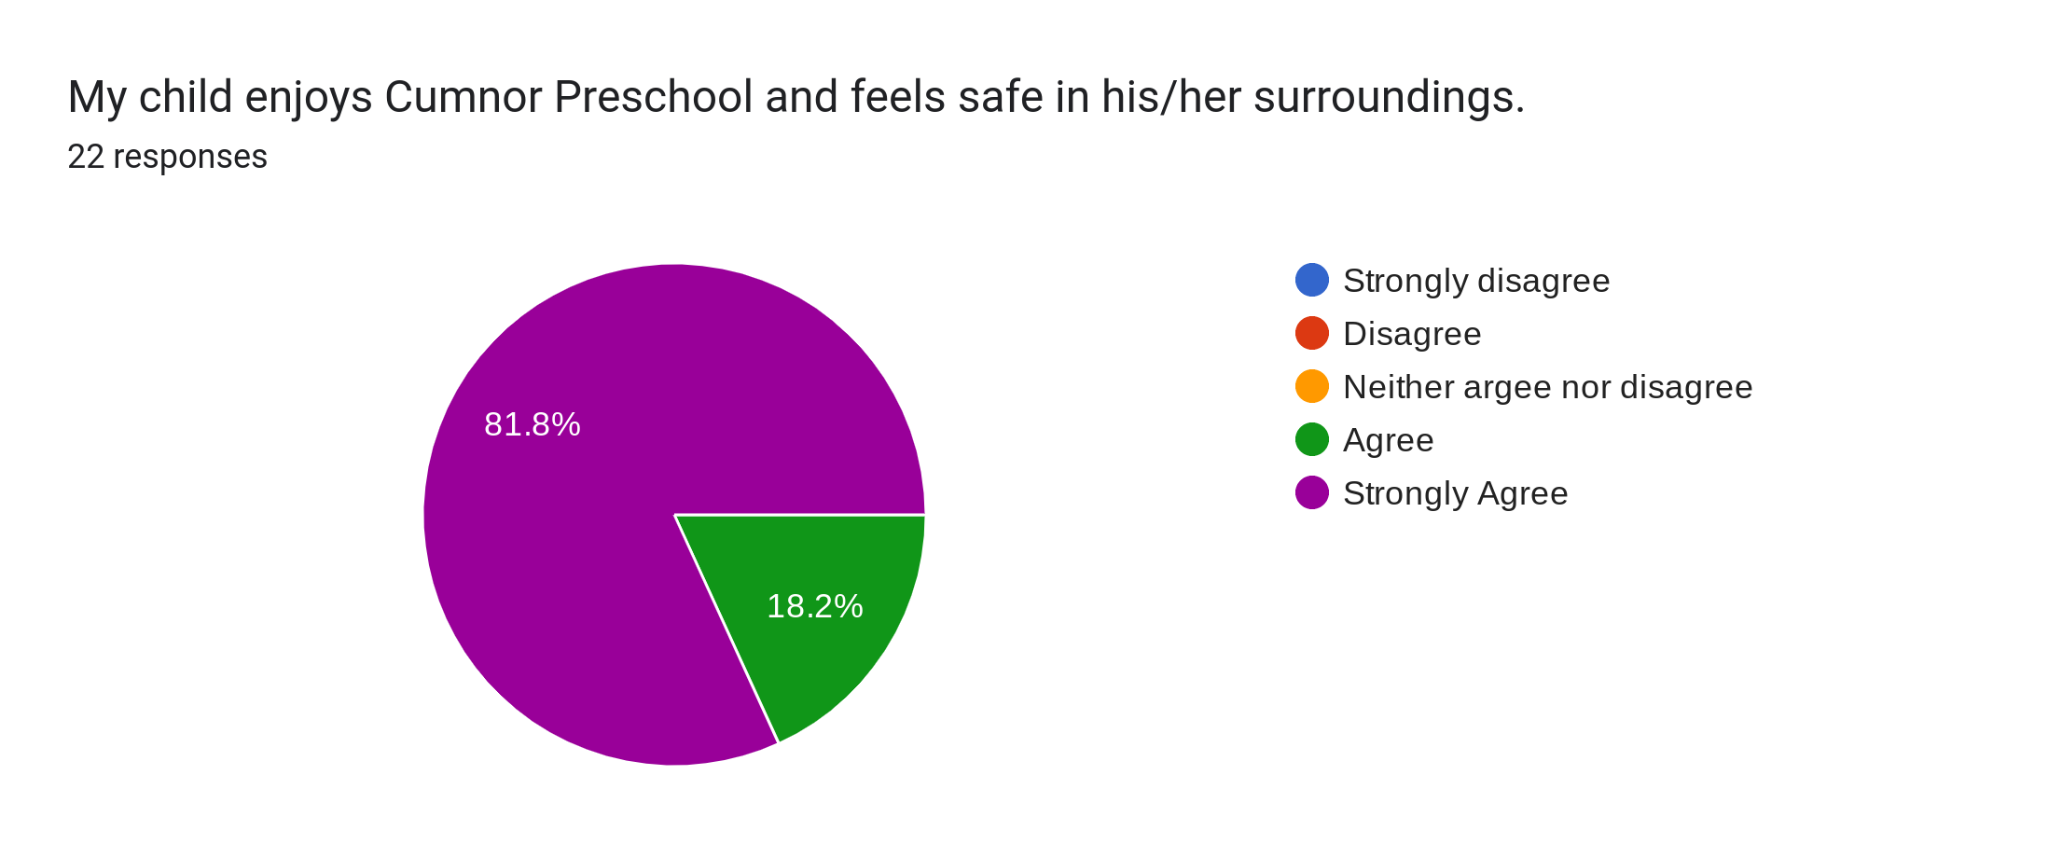 My child enjoys Cumnor Preschool and feels safe in his/her surroundings.
22 responses
81.8%
18.2%
Strongly disagree
Disagree
Neither argee nor disagree
Agree
Strongly Agree